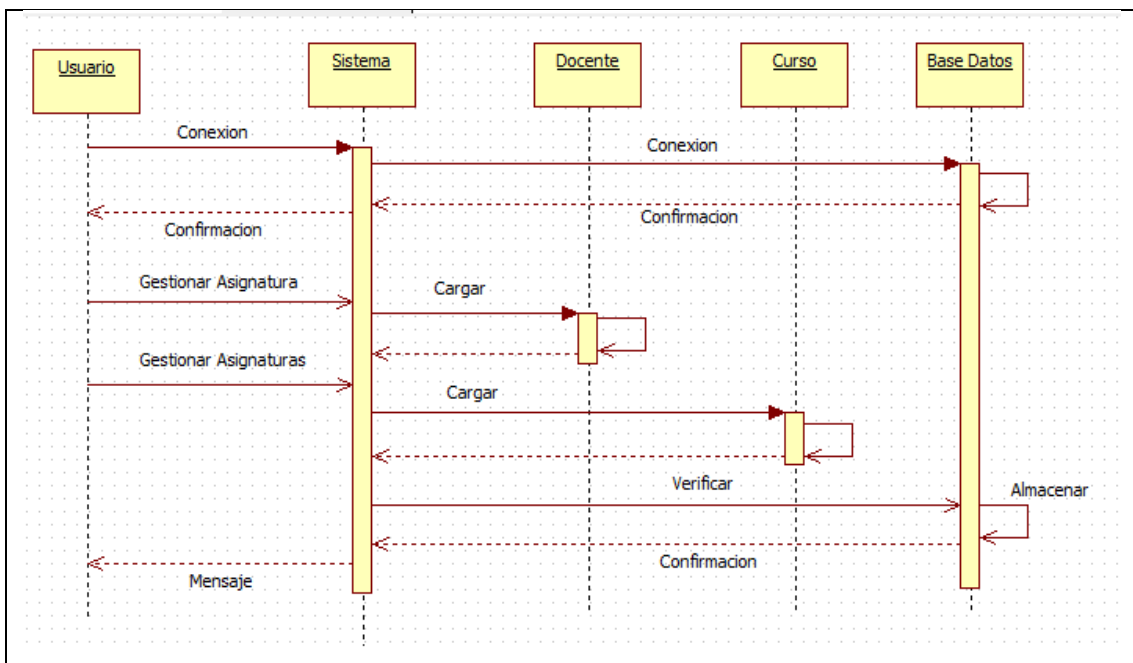 Usuario
Sistema
Docente
Curso
Base Datos
Conexion
Conexion
Confirmacion
Confirmacion
Gestionar Asignatura
Cargar
Gestionar Asignaturas
Cargar
Verificar
Almacenar
Confirmacion
Mensaje